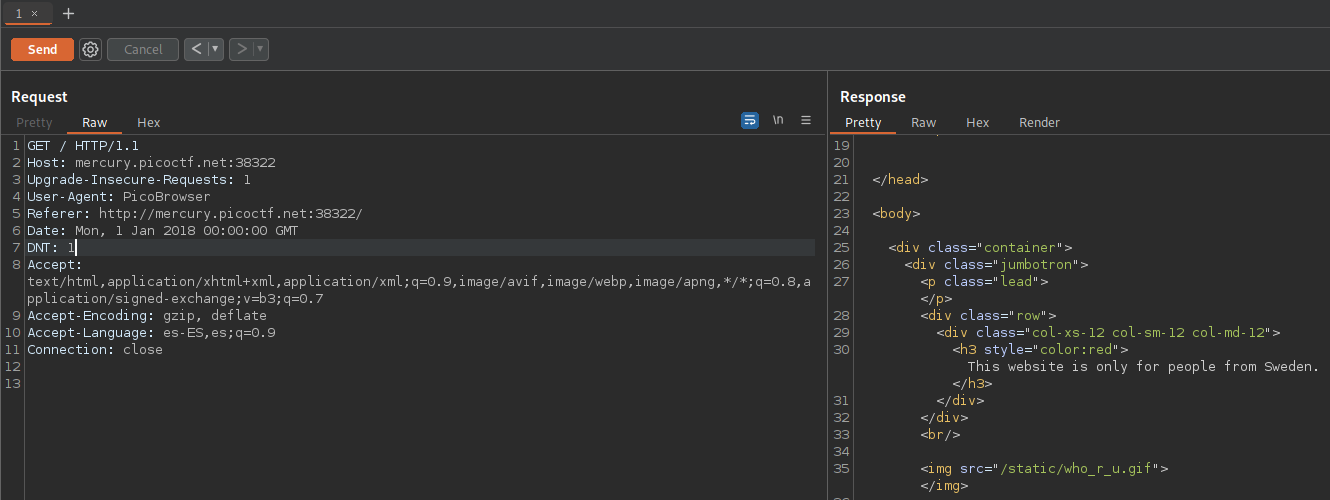 1 ×
+
Send
Cancel
< ▼
> ▼
Request
Pretty Raw Hex
\n
1 GET / HTTP/1.1
2 Host: mercury.picoctf.net:38322
3 Upgrade-Insecure-Requests: 1
4 User-Agent: PicoBrowser
5 Referer: http://mercury.picoctf.net:38322/
6 Date: Mon, 1 Jan 2018 00:00:00 GMT
7 DNT: 1
8 Accept:
text/html,application/xhtml+xml,application/xml;q=0.9,image/avif,image/webp,image/apng,*/*;q=0.8,a
pplication/signed-exchange;v=b3;q=0.7
9 Accept-Encoding: gzip, deflate
10 Accept-Language: es-ES,es;q=0.9
11 Connection: close
12
13
Response
Pretty Raw Hex Render
19
20
21 </head>
22
23 <body>
24
25 <div class="container">
26 <div class="jumbotron">
27 <p class="lead">
</p>
28 <div class="row">
29 <div class="col-xs-12 col-sm-12 col-md-12">
30 <h3 style="color:red">
This website is only for people from Sweden.
</h3>
31 </div>
32 </div>
33 <br/>
34
35 <img src="/static/who_r_u.gif">
</img>